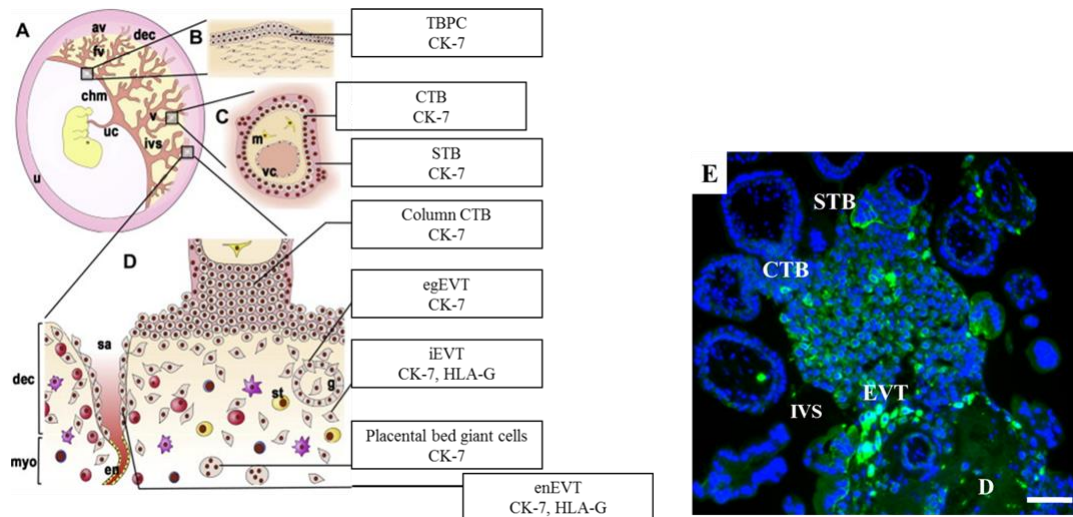 A
av
dec
fv
chm
uc
v
ivs
u
B
TBPC
CK-7
C
m
vc
CTB
CK-7
STB
CK-7
Column CTB
CK-7
D
sa
egEVT
CK-7
g
iEVT
CK-7, HLA-G
dec
st
Placental bed giant cells
CK-7
myo
en
enEVT
CK-7, HLA-G
E
STB
CTB
EVT
IVS
D